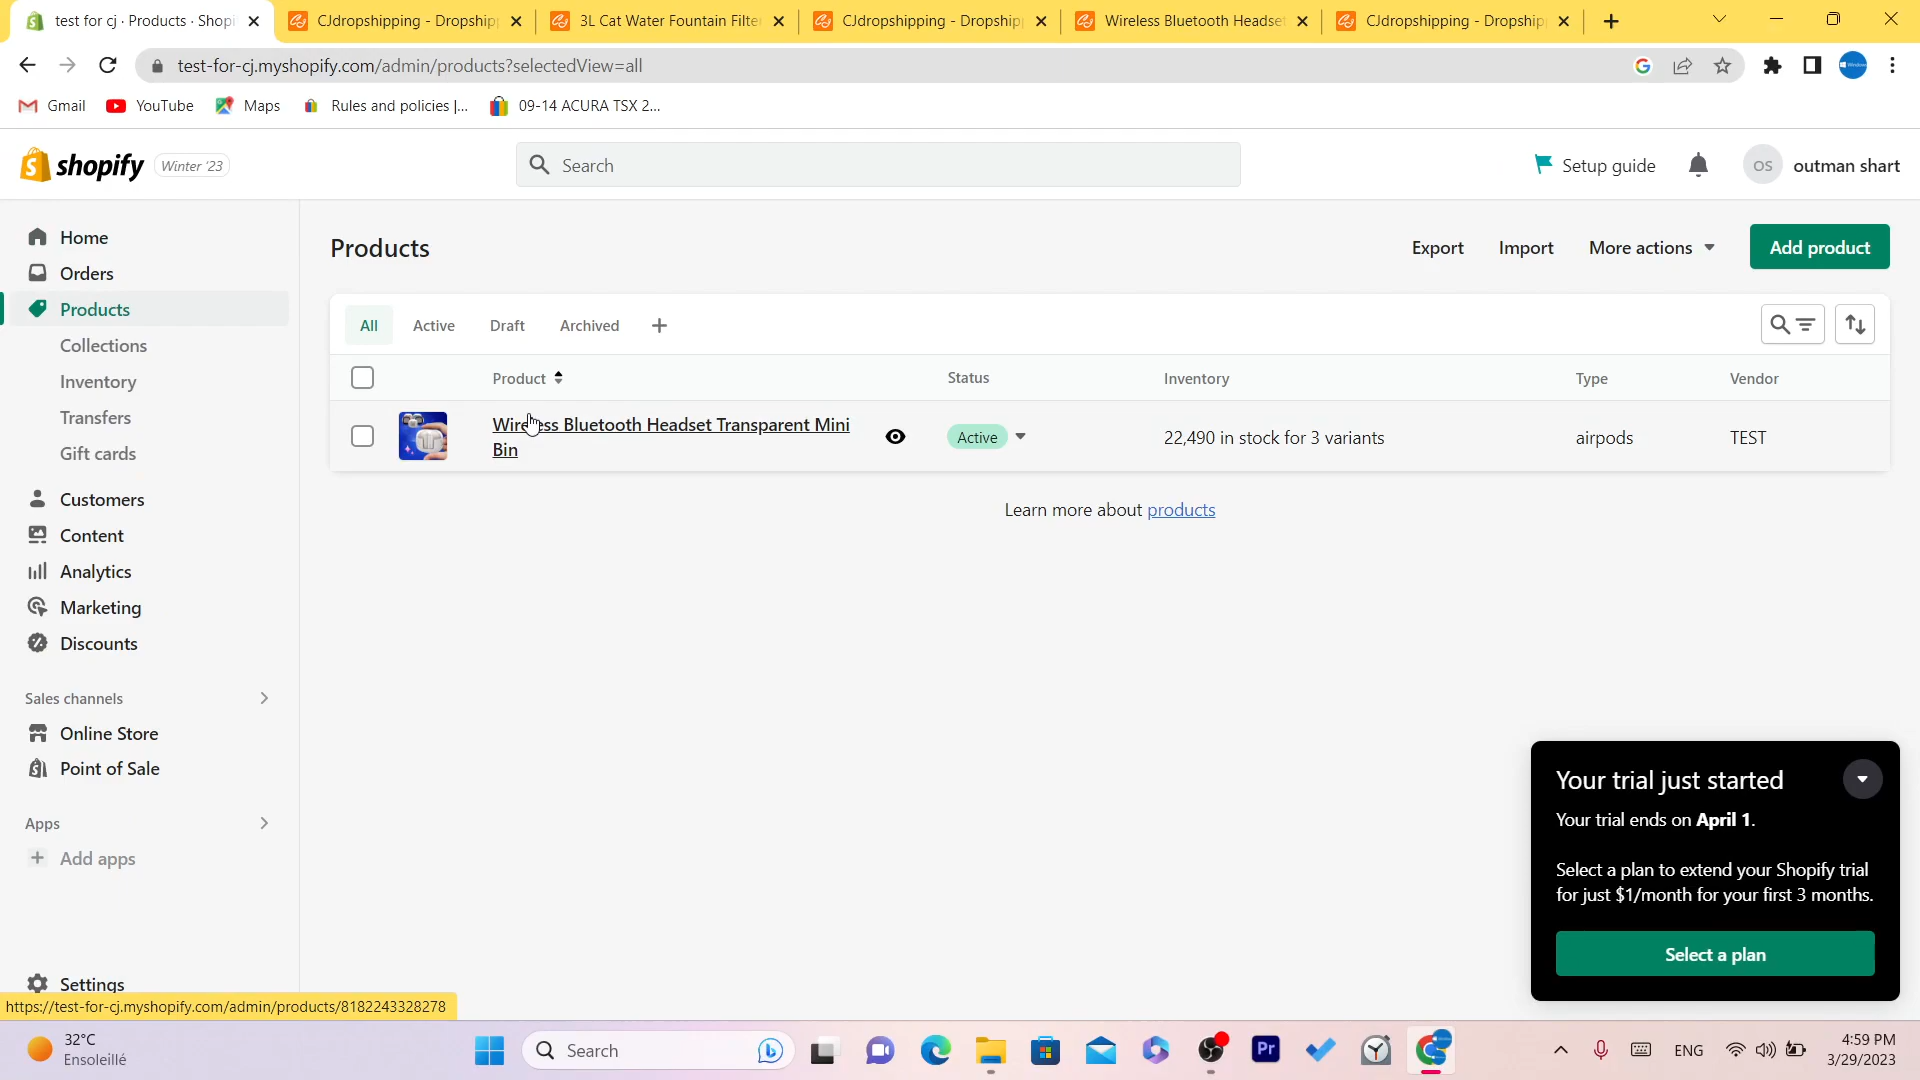 test for cj · Products · Shopi
CJdropshipping - Dropship
3L Cat Water Fountain Filte
CJdropshipping - Dropship
Wireless Bluetooth Headse
CJdropshipping - Dropship
test-for-cj.myshopify.com/admin/products?selectedView=all
Gmail
YouTube
Maps
Rules and policies |...
09-14 ACURA TSX 2...
shopify
Winter '23
Search
Setup guide
OS
outman shart
Home
Orders
Products
Collections
Inventory
Transfers
Gift cards
Customers
Content
Analytics
Marketing
Discounts
Sales channels
Online Store
Point of Sale
Apps
Add apps
Settings
Products
Export
Import
More actions
Add product
All
Active
Draft
Archived
Product
Status
Inventory
Type
Vendor
Wireless Bluetooth Headset Transparent Mini
Bin
Active
22,490 in stock for 3 variants
airpods
TEST
Learn more about products
Your trial just started
Your trial ends on April 1.
Select a plan to extend your Shopify trial
for just $1/month for your first 3 months.
Select a plan
https://test-for-cj.myshopify.com/admin/products/8182243328278
32°C
Ensoleillé
Search
Pr
ENG
4:59 PM
3/29/2023